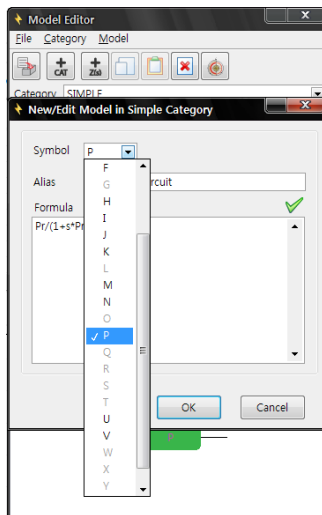 Model Editor
File Category Model
CAT
Z(s)
Category SIMPLE
New/Edit Model in Simple Category
Symbol P
Alias rcuit
Formula
Pr/(1+s*Pr
F
G
H
I
J
K
L
M
N
O
P
Q
R
S
T
U
V
W
X
Y
OK Cancel